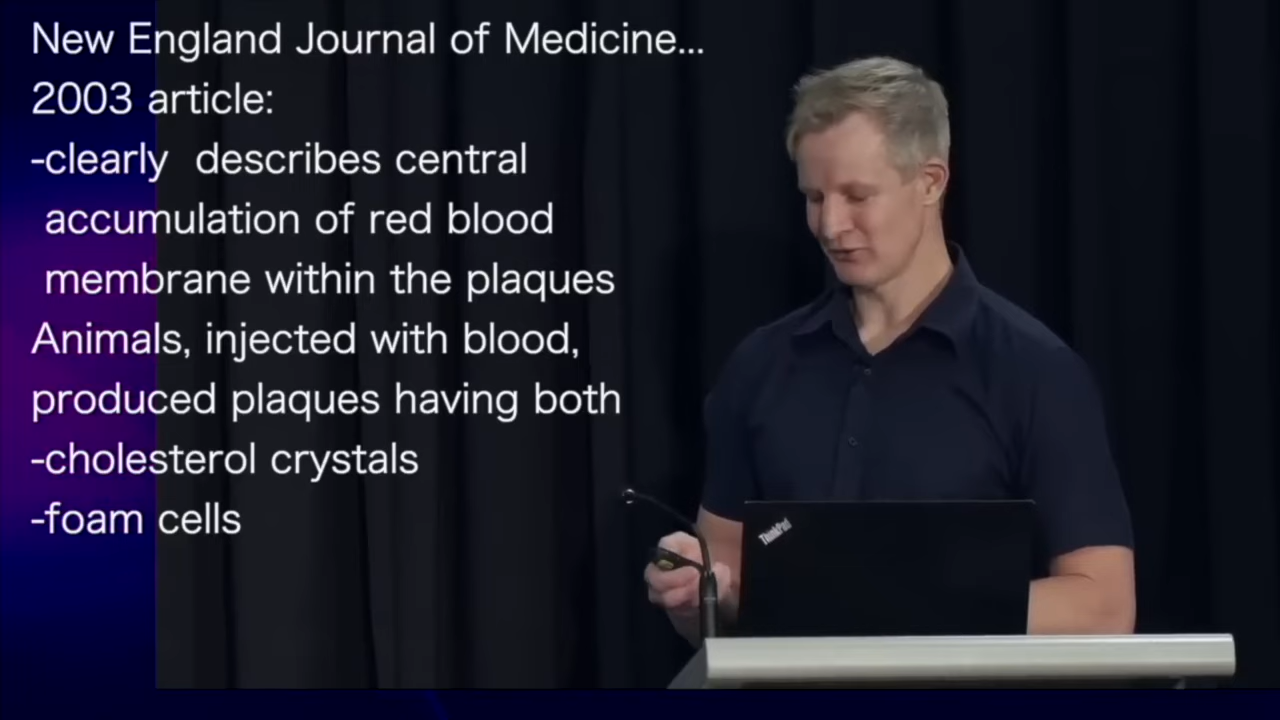 New England Journal of Medicine...
2003 article:
-clearly describes central
accumulation of red blood
membrane within the plaques
Animals, injected with blood,
produced plaques having both
-cholesterol crystals
-foam cells
ThinkPad